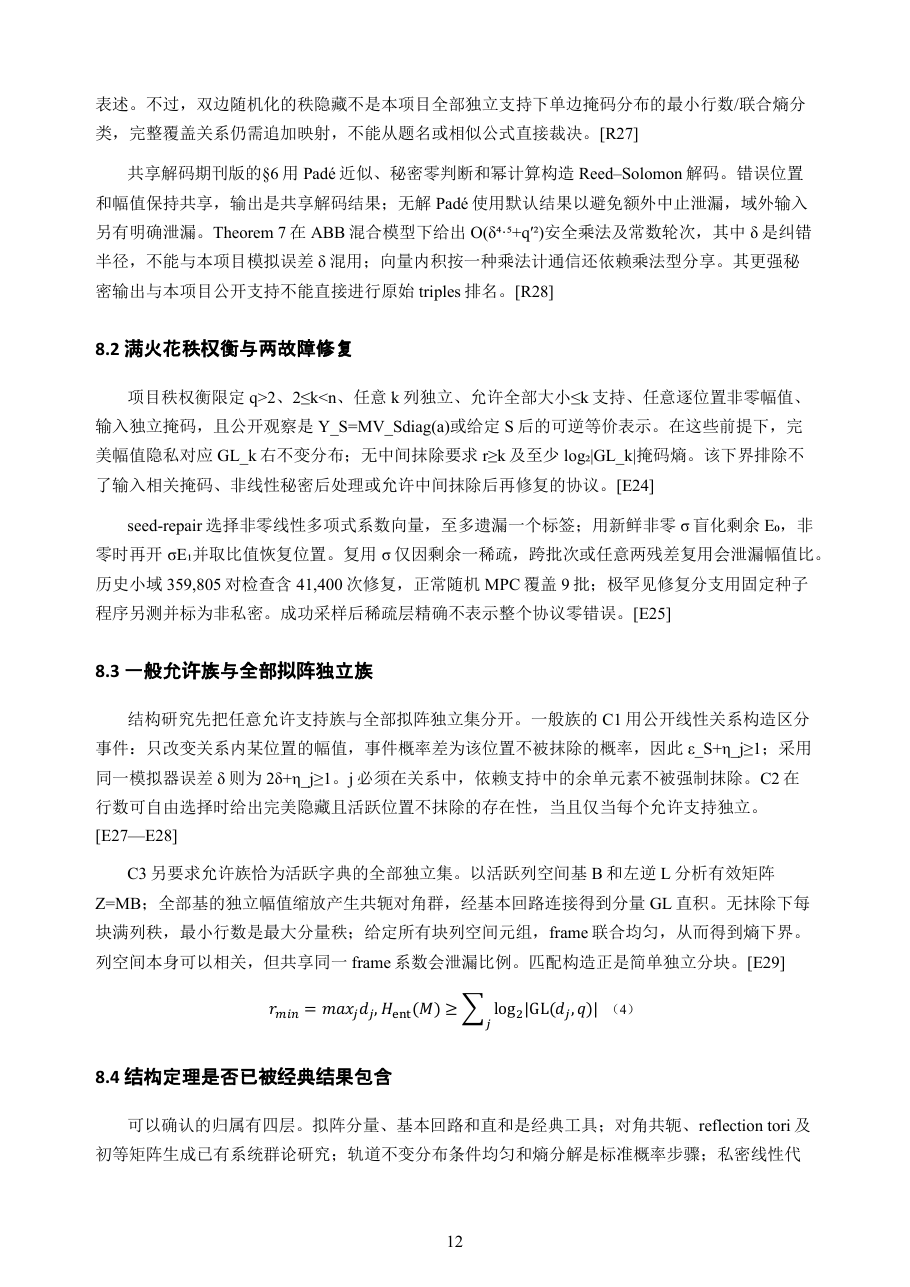 表述。不过，双边随机化的秩隐藏不是本项目全部独立支持下单边掩码分布的最小行数/联合熵分
类，完整覆盖关系仍需追加映射，不能从题名或相似公式直接裁决。[R27]
共享解码期刊版的§6 用 Padé 近似、秘密零判断和幂计算构造 Reed–Solomon 解码。错误位置
和幅值保持共享，输出是共享解码结果；无解 Padé 使用默认结果以避免额外中止泄漏，域外输入
另有明确泄漏。Theorem 7 在 ABB 混合模型下给出 O(δ⁴·⁵+q′²)安全乘法及常数轮次，其中 δ 是纠错
半径，不能与本项目模拟误差 δ 混用；向量内积按一种乘法计通信还依赖乘法型分享。其更强秘
密输出与本项目公开支持不能直接进行原始 triples 排名。[R28]
8.2 满火花秩权衡与两故障修复
项目秩权衡限定 q>2、2≤k<n、任意 k 列独立、允许全部大小≤k 支持、任意逐位置非零幅值、
输入独立掩码，且公开观察是 Y_S=MV_Sdiag(a)或给定 S 后的可逆等价表示。在这些前提下，完
美幅值隐私对应 GL_k 右不变分布；无中间抹除要求 r≥k 及至少 log₂|GL_k|掩码熵。该下界排除不
了输入相关掩码、非线性秘密后处理或允许中间抹除后再修复的协议。[E24]
seed-repair 选择非零线性多项式系数向量，至多遗漏一个标签；用新鲜非零 σ 盲化剩余 E₀，非
零时再开 σE₁并取比值恢复位置。复用 σ 仅因剩余一稀疏，跨批次或任意两残差复用会泄漏幅值比。
历史小域 359,805 对检查含 41,400 次修复，正常随机 MPC 覆盖 9 批；极罕见修复分支用固定种子
程序另测并标为非私密。成功采样后稀疏层精确不表示整个协议零错误。[E25]
8.3 一般允许族与全部拟阵独立族
结构研究先把任意允许支持族与全部拟阵独立集分开。一般族的 C1 用公开线性关系构造区分
事件：只改变关系内某位置的幅值，事件概率差为该位置不被抹除的概率，因此 ε_S+η_j≥1；采用
同一模拟器误差 δ 则为 2δ+η_j≥1。j 必须在关系中，依赖支持中的余单元素不被强制抹除。C2 在
行数可自由选择时给出完美隐藏且活跃位置不抹除的存在性，当且仅当每个允许支持独立。
[E27—E28]
C3 另要求允许族恰为活跃字典的全部独立集。以活跃列空间基 B 和左逆 L 分析有效矩阵
Z=MB；全部基的独立幅值缩放产生共轭对角群，经基本回路连接得到分量 GL 直积。无抹除下每
块满列秩，最小行数是最大分量秩；给定所有块列空间元组，frame 联合均匀，从而得到熵下界。
列空间本身可以相关，但共享同一 frame 系数会泄漏比例。匹配构造正是简单独立分块。[E29]
r_{min} = max_j d_j, H_{ent}(M) ≥ ∑_j log₂|GL(d_j, q)| （4）
8.4 结构定理是否已被经典结果包含
可以确认的归属有四层。拟阵分量、基本回路和直和是经典工具；对角共轭、reflection tori 及
初等矩阵生成已有系统群论研究；轨道不变分布条件均匀和熵分解是标准概率步骤；私密线性代
12